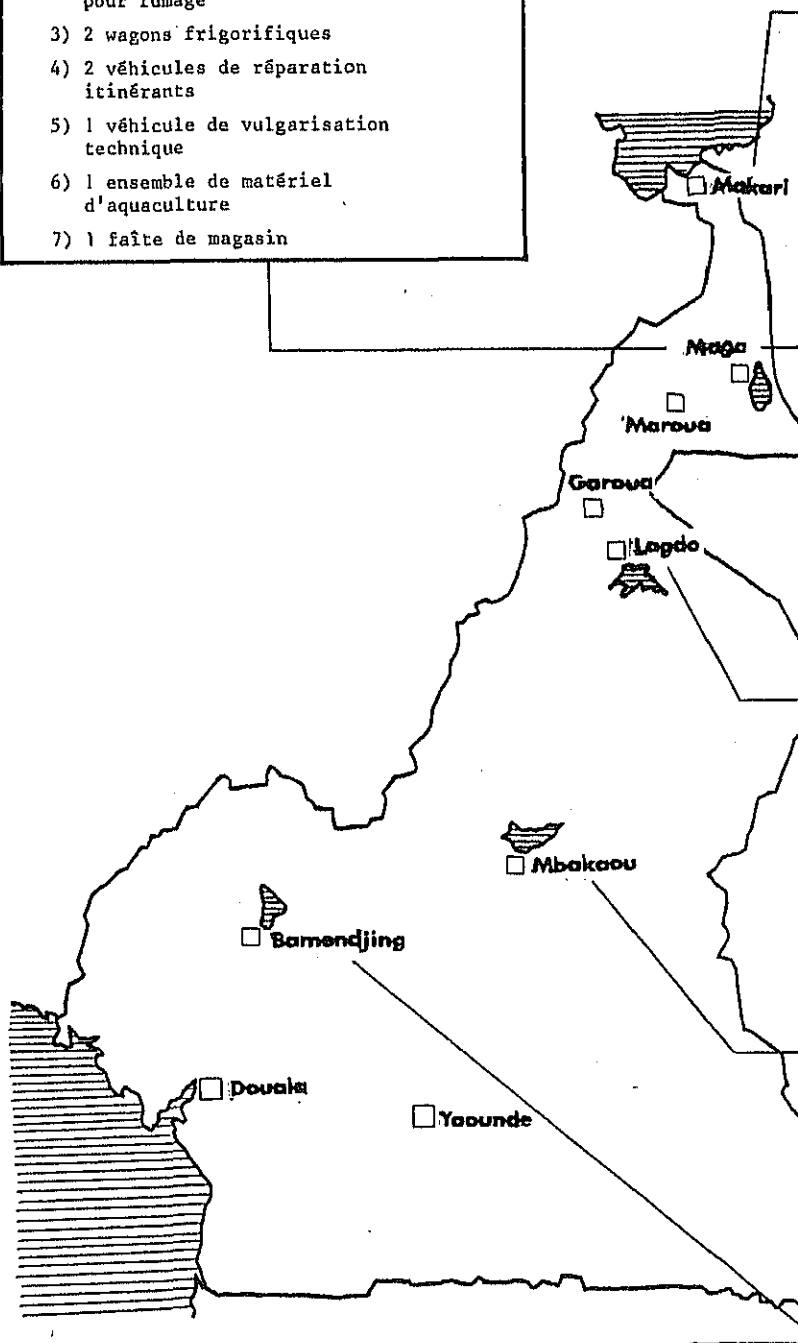 pour fumage
3) 2 wagons frigorifiques
4) 2 véhicules de réparation
itinérants
5) 1 véhicule de vulgarisation
technique
6) 1 ensemble de matériel
d'aquaculture
7) 1 faîte de magasin
Makari
Maga
Maroua
Garoua
Lagdo
Mbakaou
Bamendjing
Douala
Yaounde